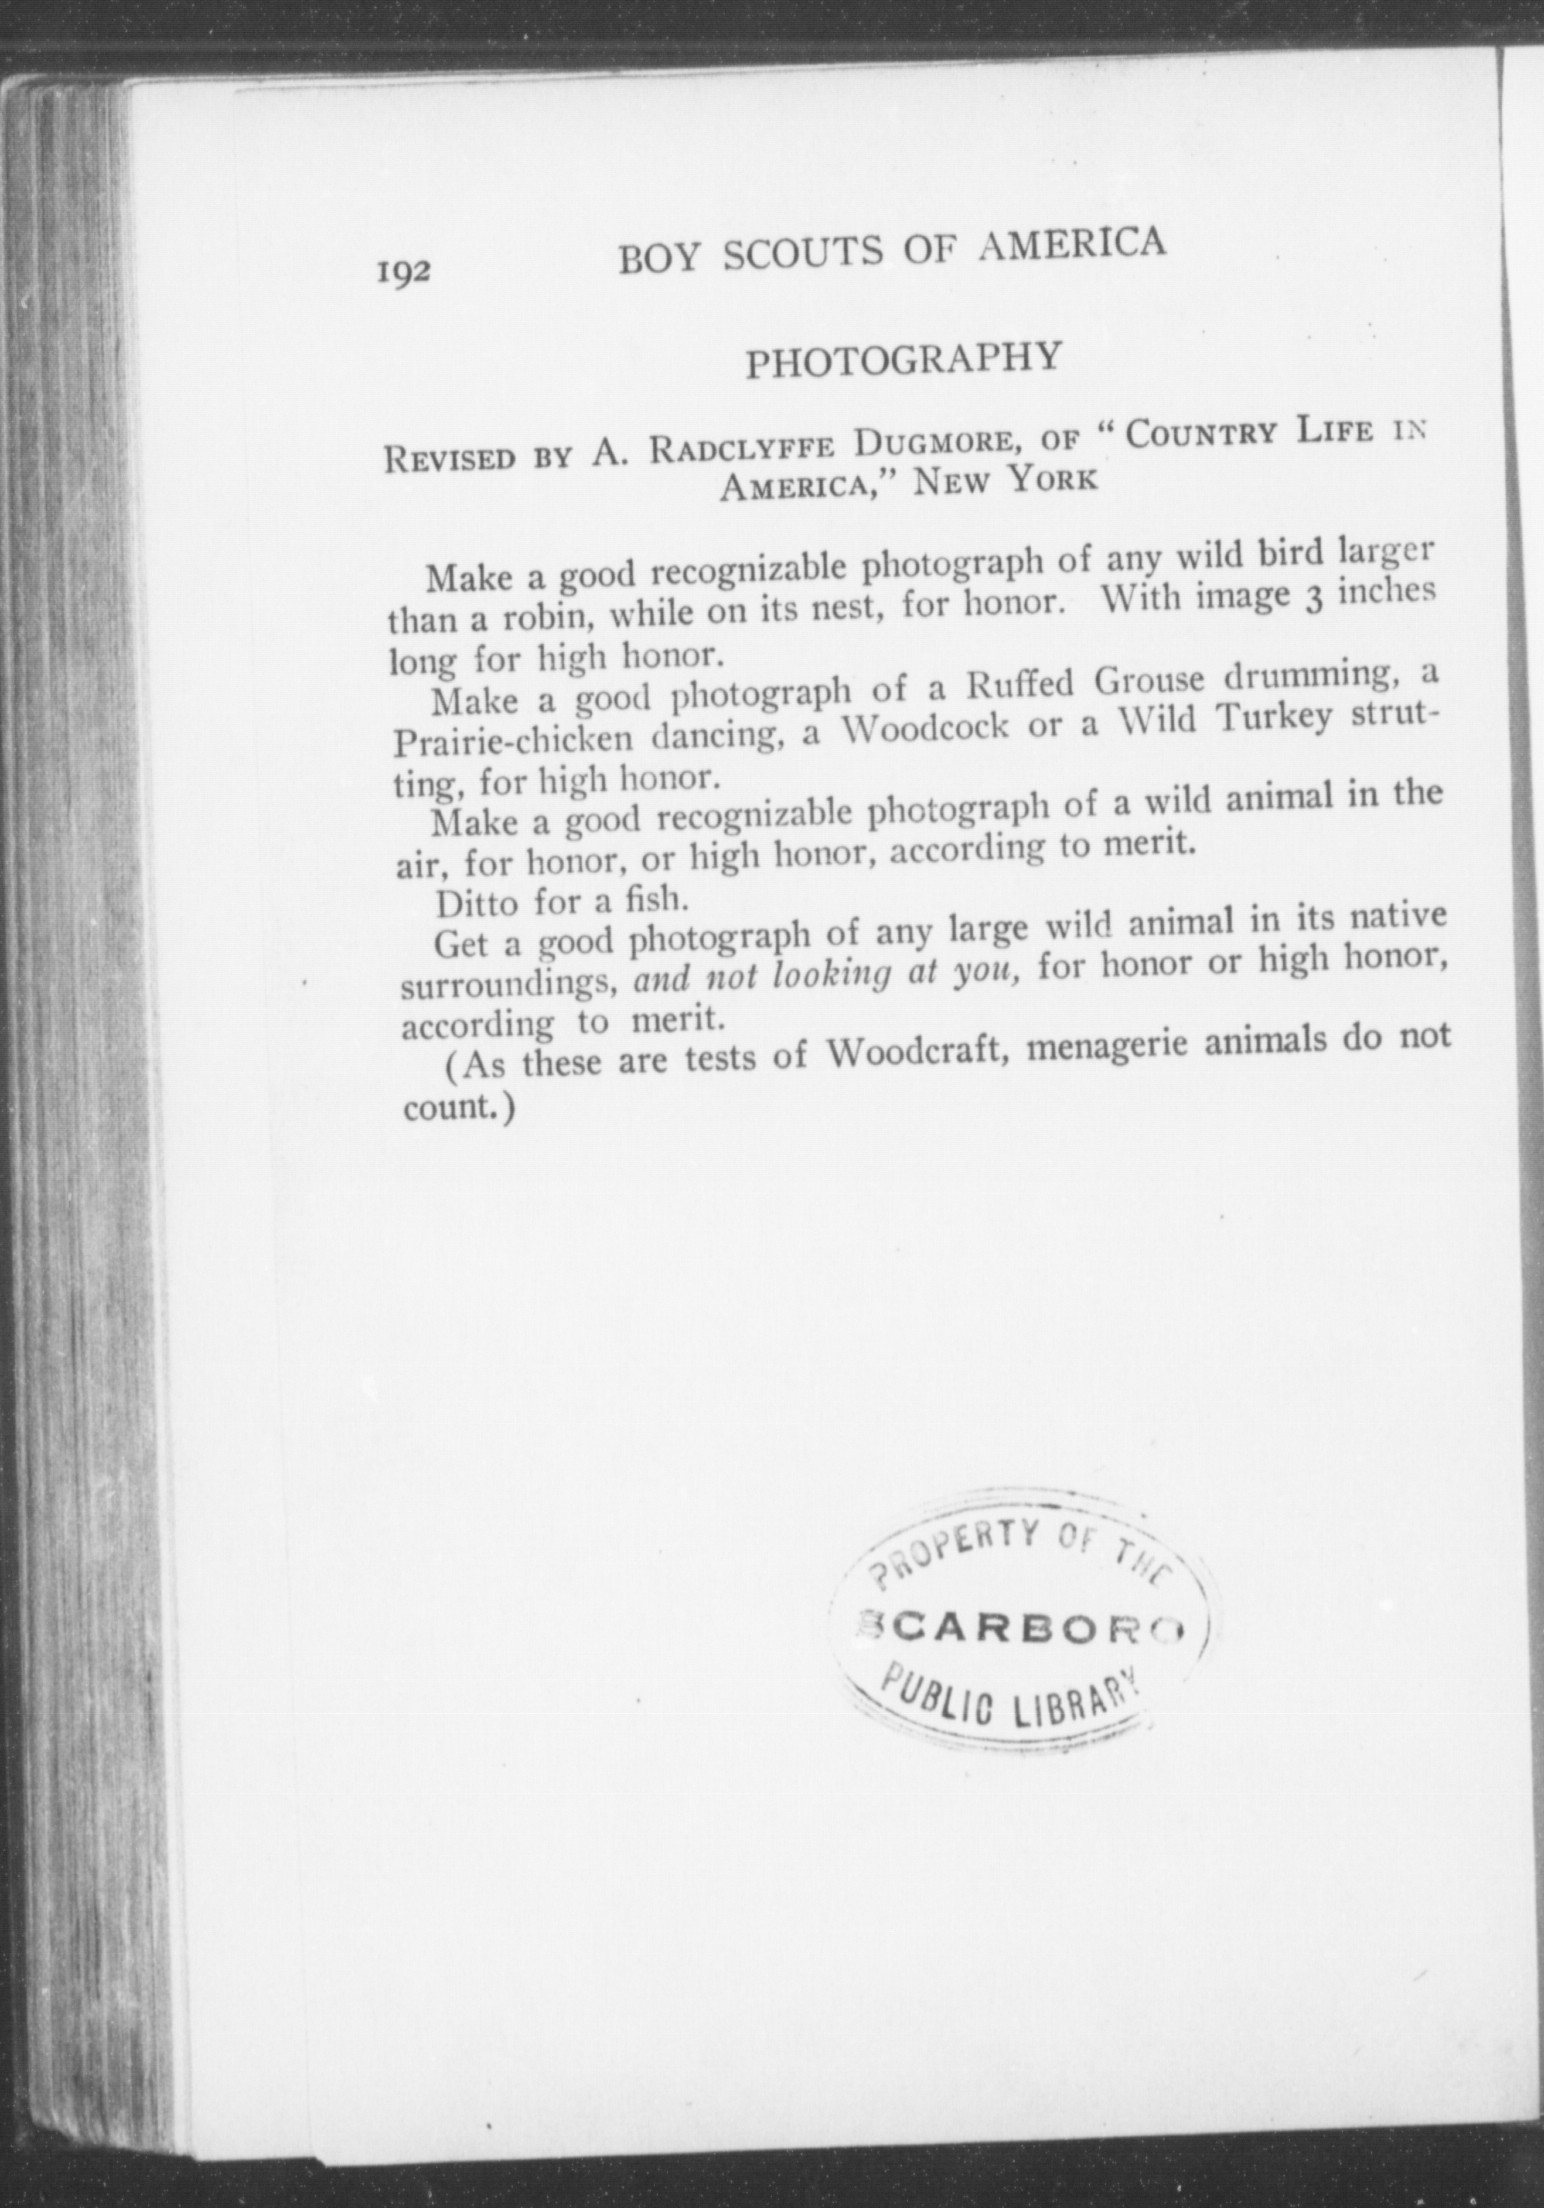 192 BOY SCOUTS OF AMERICA
PHOTOGRAPHY
REVISED BY A. RADCLYFFE DUGMORE, OF "COUNTRY LIFE IN
AMERICA," NEW YORK
Make a good recognizable photograph of any wild bird larger
than a robin, while on its nest, for honor. With image 3 inches
long for high honor.
Make a good photograph of a Ruffed Grouse drumming, a
Prairie-chicken dancing, a Woodcock or a Wild Turkey strut-
ting, for high honor.
Make a good recognizable photograph of a wild animal in the
air, for honor, or high honor, according to merit.
Ditto for a fish.
Get a good photograph of any large wild animal in its native
surroundings, and not looking at you, for honor or high honor,
according to merit.
(As these are tests of Woodcraft, menagerie animals do not
count.)
PROPERTY OF THE
SCARBORO
PUBLIC LIBRARY